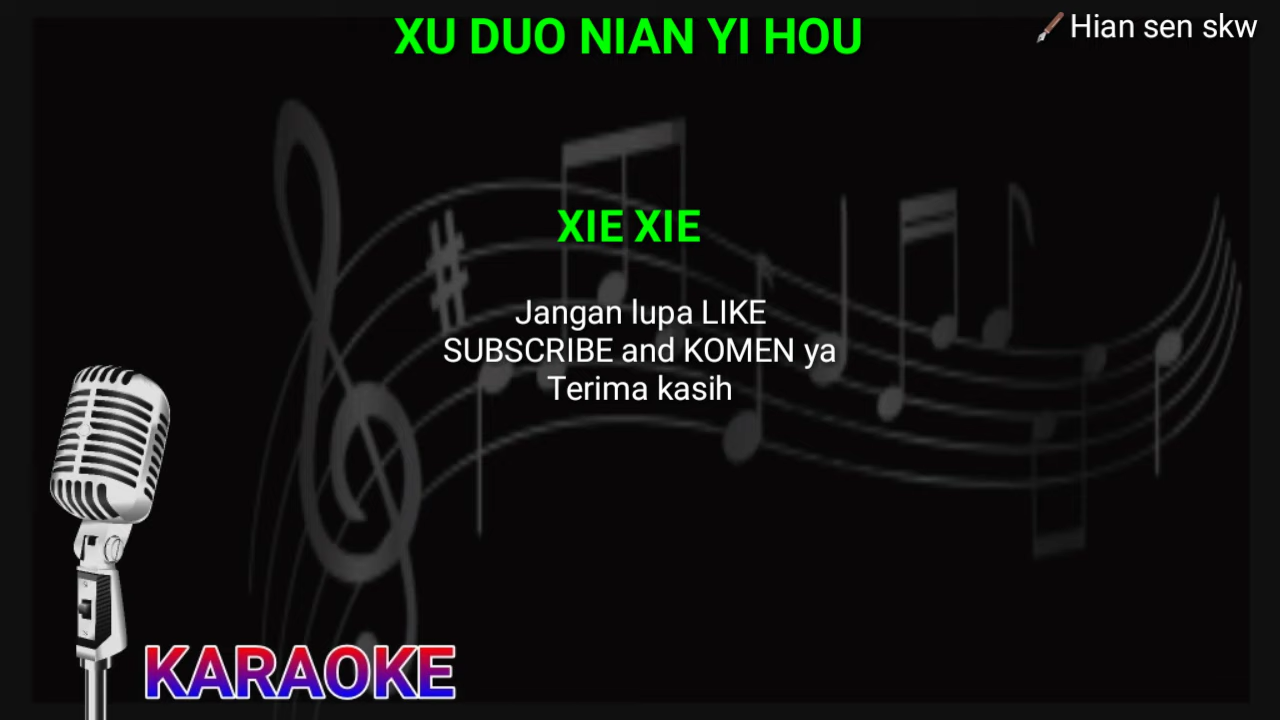 XU DUO NIAN YI HOU
Hian sen skw
XIE XIE
Jangan lupa LIKE
SUBSCRIBE and KOMEN ya
Terima kasih
KARAOKE